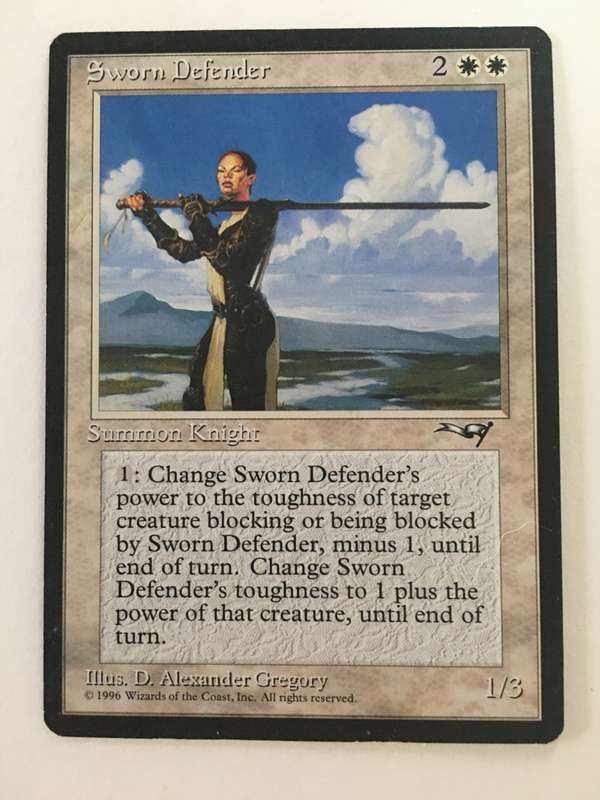 Sworn Defender
2
Summon Knight
1: Change Sworn Defender's
power to the toughness of target
creature blocking or being blocked
by Sworn Defender, minus 1, until
end of turn. Change Sworn
Defender's toughness to 1 plus the
power of that creature, until end of
turn.
Illus. D. Alexander Gregory
© 1996 Wizards of the Coast, Inc. All rights reserved.
1/3